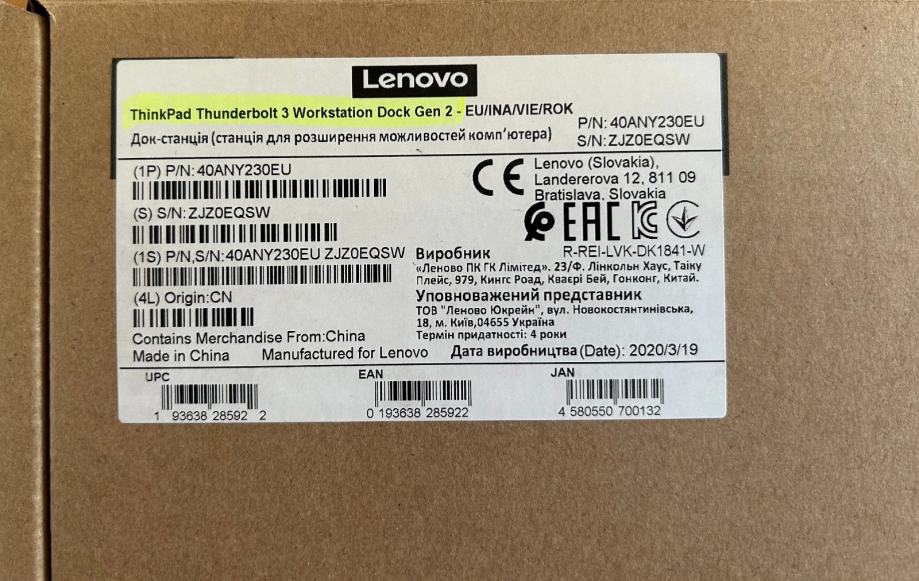 Lenovo
ThinkPad Thunderbolt 3 Workstation Dock Gen 2 - EU/INA/VIE/ROK
Док-станція (станція для розширення можливостей комп'ютера)
P/N: 40ANY230EU
S/N: ZJZ0EQSW
(1P) P/N: 40ANY230EU
(S) S/N: ZJZ0EQSW
(1S) P/N,S/N:40ANY230EU ZJZ0EQSW
(4L) Origin:CN
Contains Merchandise From:China
Made in China Manufactured for Lenovo
CE Lenovo (Slovakia),
Landererova 12, 811 09
Bratislava, Slovakia
EAC
R-REI-LVK-DK1841-W
Виробник
«Леново ПК ГК Лімітед». 23/Ф. Лінкольн Хаус, Таіку
Плейс, 979, Кингс Роад, Кваєрі Бей, Гонконг, Китай.
Уповноважений представник
ТОВ "Леново Юкрейн", вул. Новокостянтинівська,
18, м. Київ,04655 Україна
Термін придатності: 4 роки
Дата виробництва (Date): 2020/3/19
UPC
1 93638 28592 2
EAN
0 193638 285922
JAN
4 580550 700132